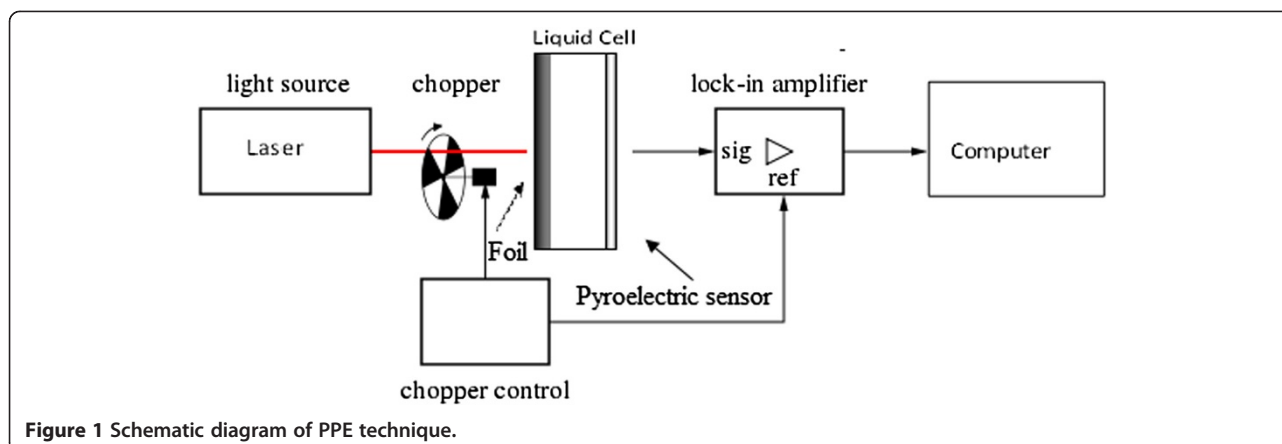 Liquid Cell
light source
chopper
lock-in amplifier
Laser
sig
ref
Computer
Foil
Pyroelectric sensor
chopper control
Figure 1 Schematic diagram of PPE technique.